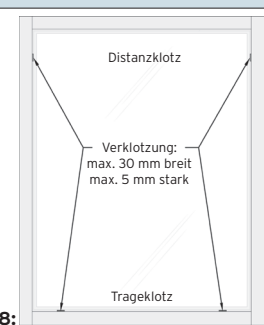 Distanzklotz
Verklotzung:
max. 30 mm breit
max. 5 mm stark
Trageklotz
8: